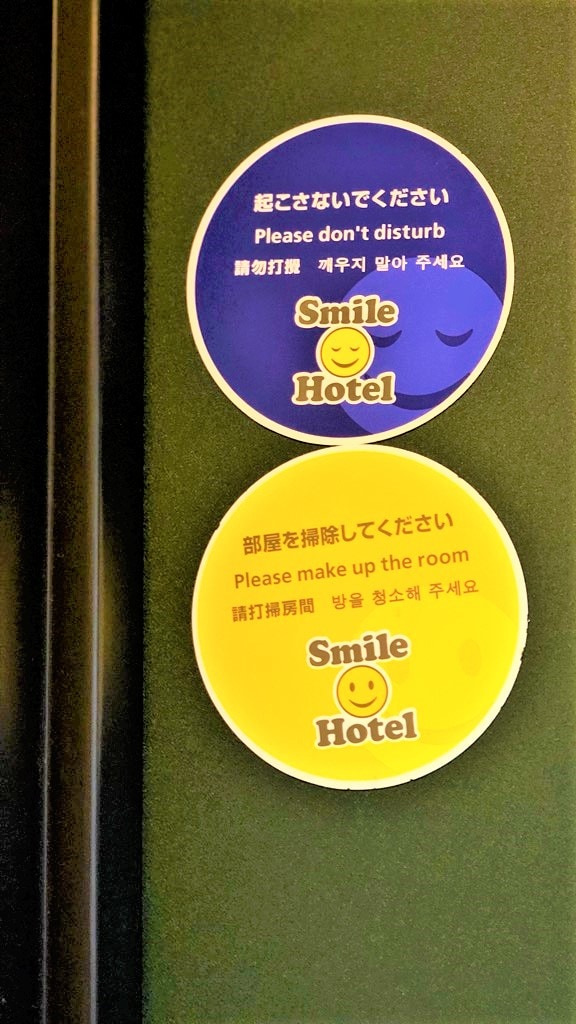 起こさないでください
Please don't disturb
請勿打攪 깨우지 말아 주세요
Smile
Hotel
部屋を掃除してください
Please make up the room
請打掃房間 방을 청소해 주세요
Smile
Hotel